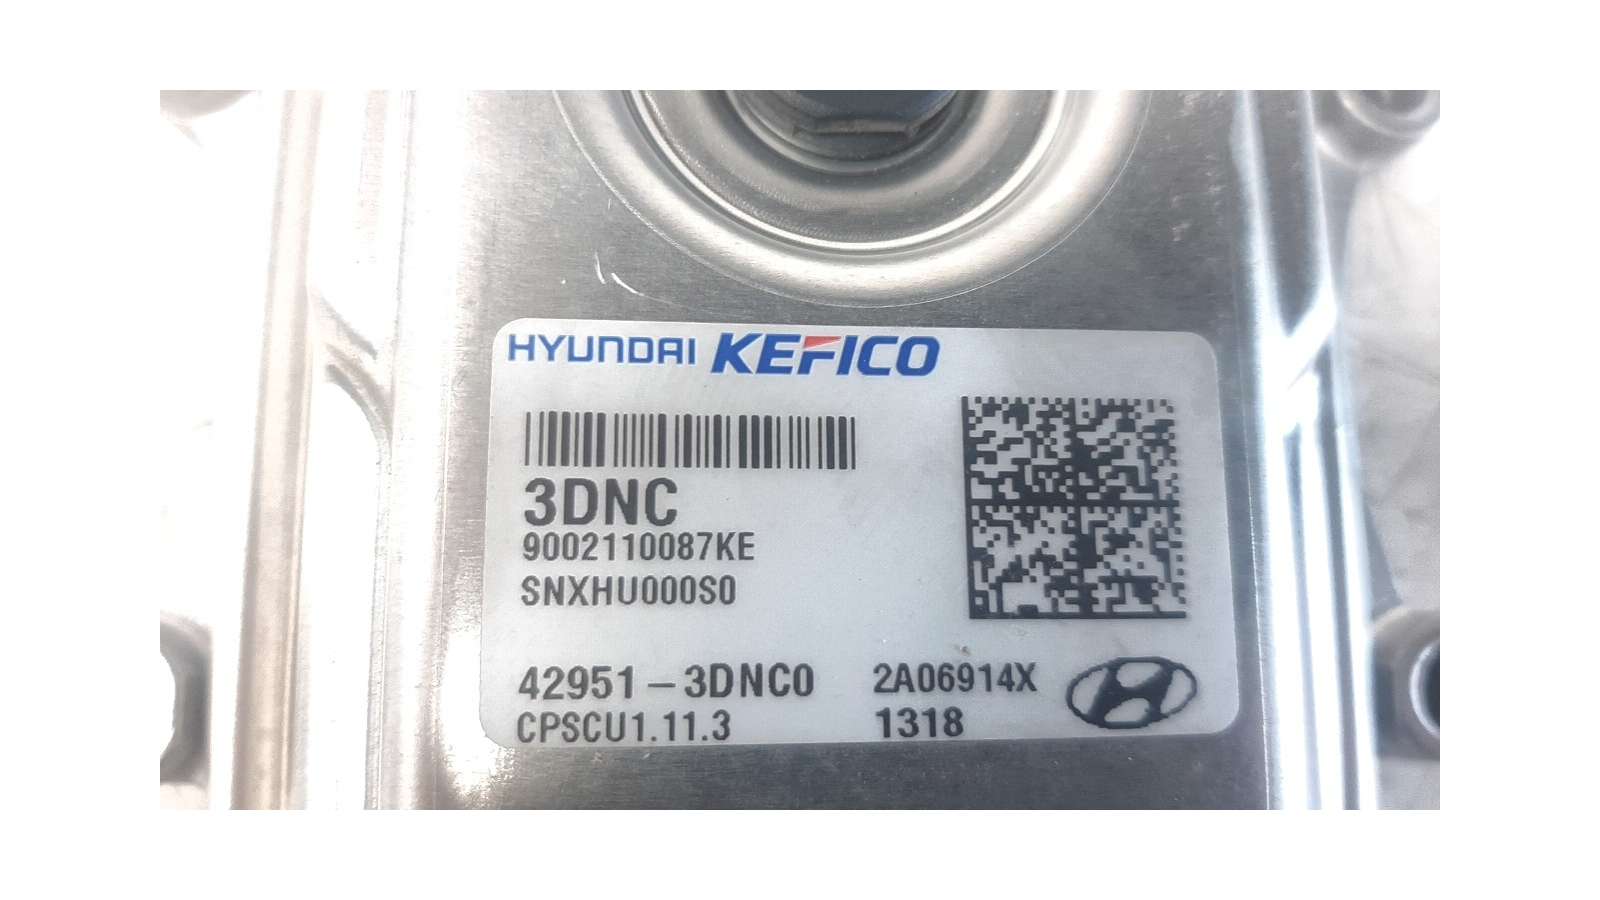 HYUNDAI KEFICO
3DNC
9002110087KE
SNXHU000S0
42951-3DNC0 2A06914X
CPSCU1.11.3 1318